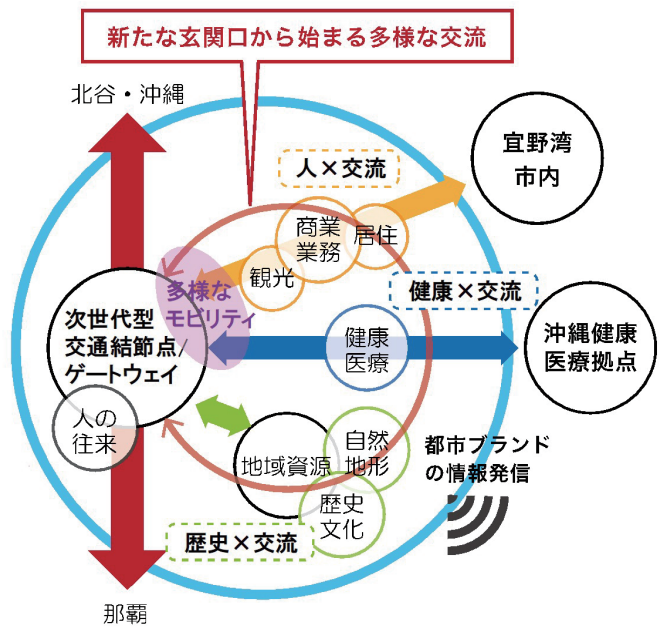 新たな玄関口から始まる多様な交流
北谷・沖縄
宜野湾
市内
人×交流
商業
業務
居住
観光
多様な
モビリティ
健康×交流
次世代型
交通結節点/
ゲートウェイ
健康
医療
沖縄健康
医療拠点
人の
往来
地域資源
自然
地形
都市ブランド
の情報発信
歴史
文化
歴史×交流
那覇